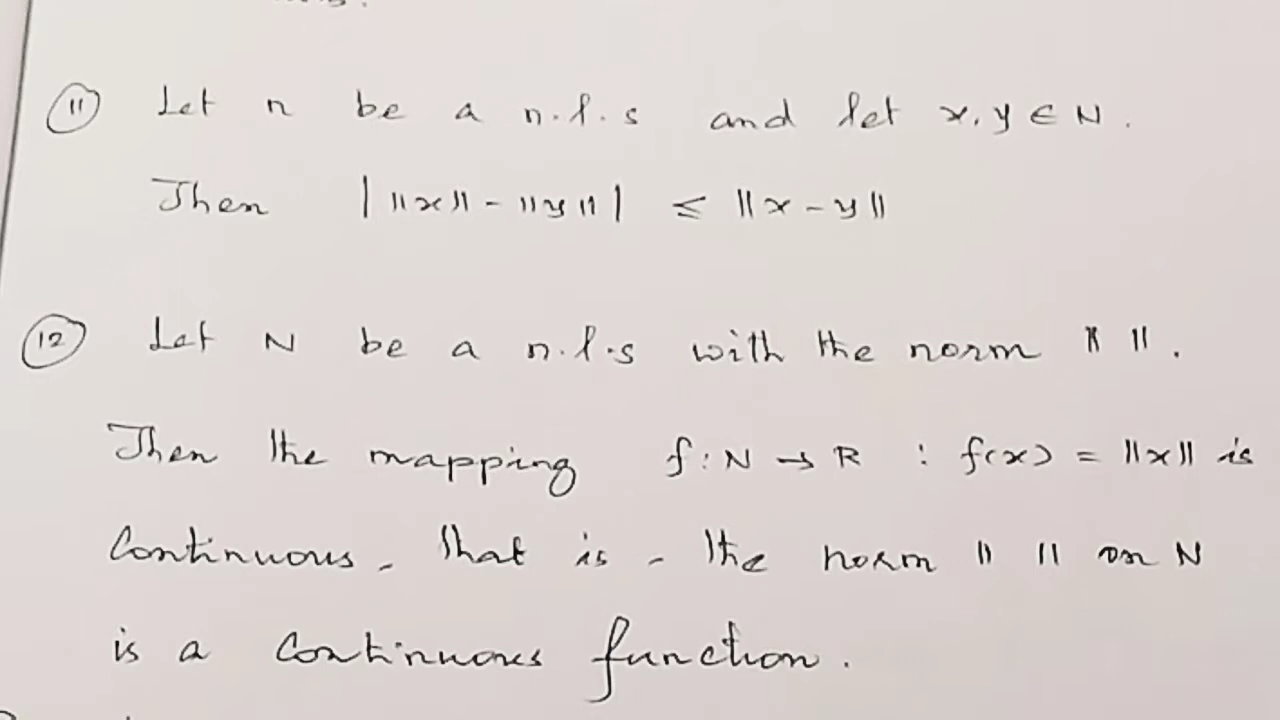 11 Let n be a n.l.s and let x, y ∈ N.
Then | ||x|| - ||y|| | ≤ ||x - y||
12 Let N be a n.l.s with the norm || ||.
Then the mapping f : N → R : f(x) = ||x|| is
Continuous. That is - the norm || || on N
is a continuous function.